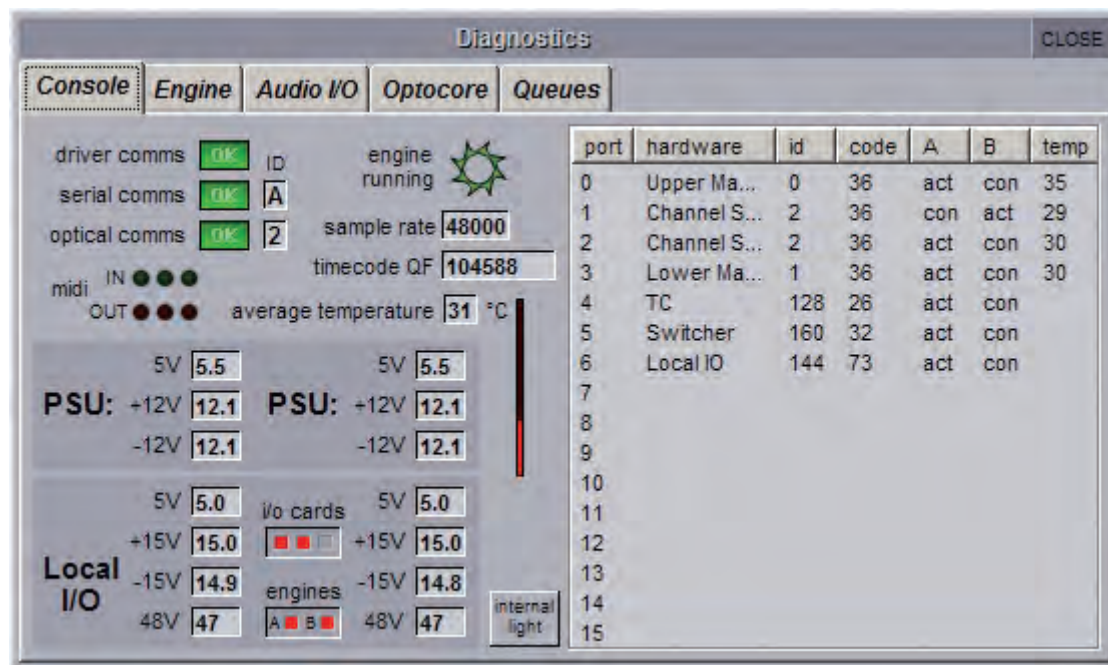 Diagnostics
CLOSE
Console Engine Audio I/O Optocore Queues
driver comms OK
ID
serial comms OK A
optical comms OK 2
engine running
sample rate 48000
timecode QF 104588
midi IN
OUT
average temperature 31 °C
PSU:
5V 5.5
+12V 12.1
-12V 12.1
PSU:
5V 5.5
+12V 12.1
-12V 12.1
Local I/O
5V 5.0
+15V 15.0
-15V 14.9
48V 47
i/o cards
engines
A B
5V 5.0
+15V 15.0
-15V 14.8
48V 47
internal light
port hardware id code A B temp
0 Upper Ma... 0 36 act con 35
1 Channel S... 2 36 con act 29
2 Channel S... 2 36 act con 30
3 Lower Ma... 1 36 act con 30
4 TC 128 26 act con
5 Switcher 160 32 act con
6 Local IO 144 73 act con
7
8
9
10
11
12
13
14
15